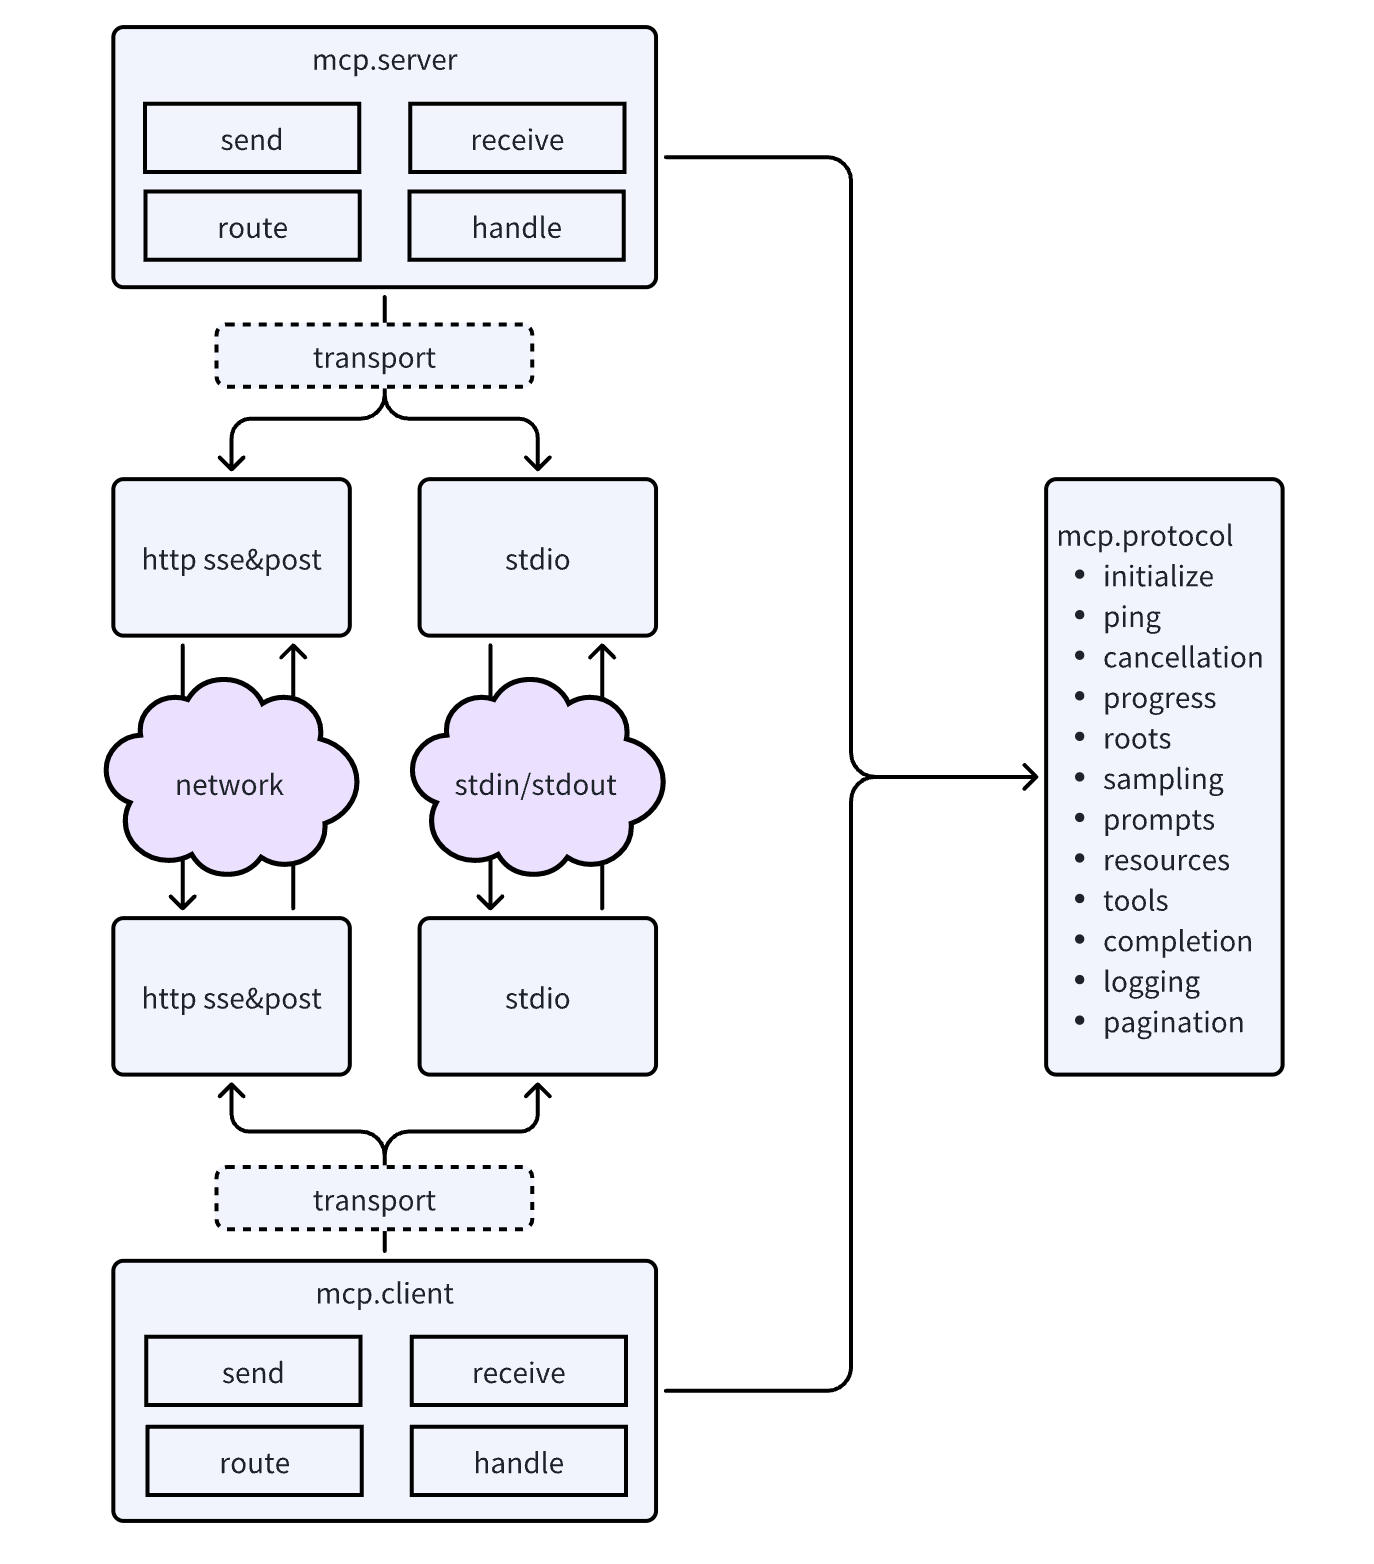 mcp.server
send
receive
route
handle
transport
http sse&post
stdio
network
stdin/stdout
http sse&post
stdio
transport
mcp.client
send
receive
route
handle
mcp.protocol
• initialize
• ping
• cancellation
• progress
• roots
• sampling
• prompts
• resources
• tools
• completion
• logging
• pagination